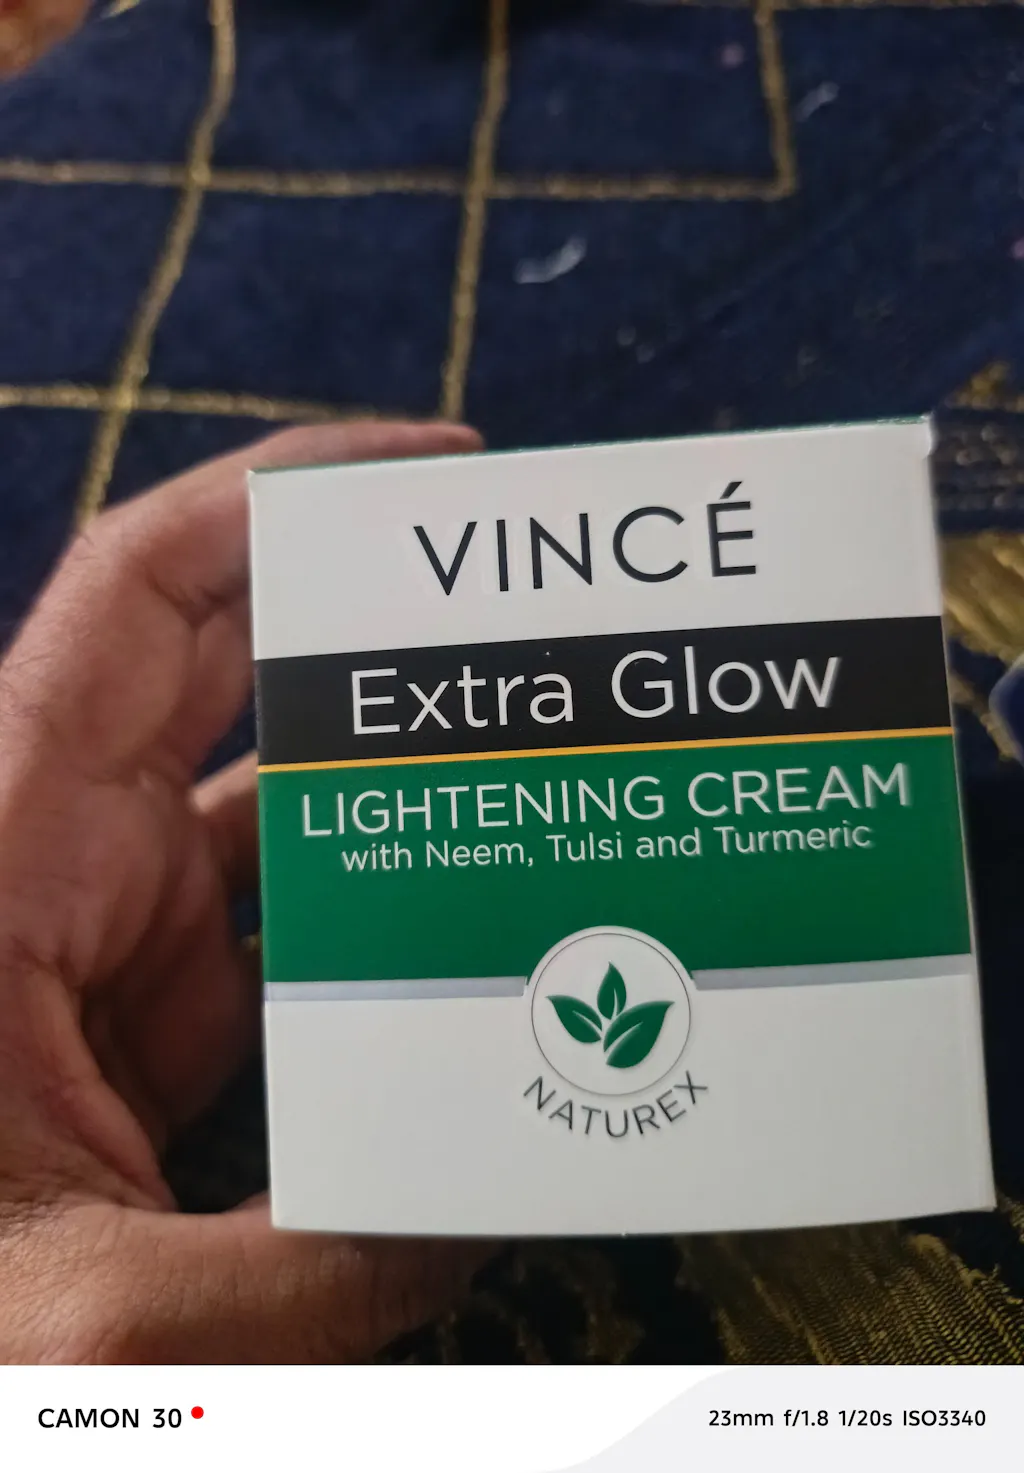 VINCÉ
Extra Glow
LIGHTENING CREAM
with Neem, Tulsi and Turmeric
NATUREX
CAMON 30
23mm f/1.8 1/20s ISO3340